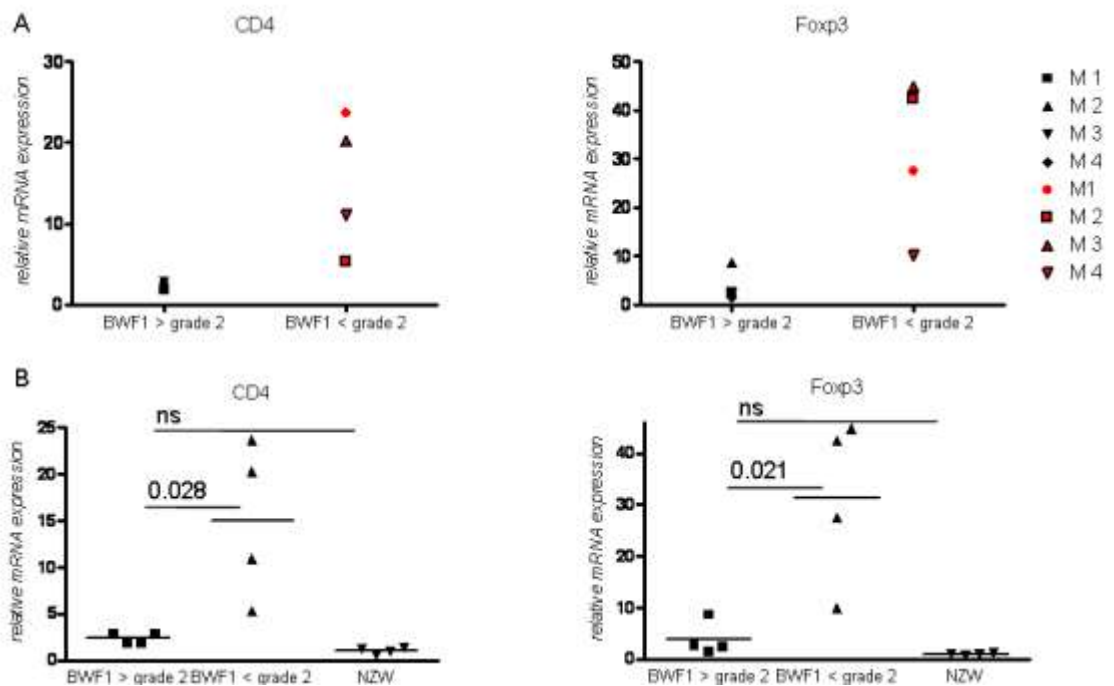 A
CD4
Foxp3
relative mRNA expression
30
20
10
0
BWF1 > grade 2
BWF1 < grade 2
relative mRNA expression
50
40
30
20
10
0
BWF1 > grade 2
BWF1 < grade 2
M 1
M 2
M 3
M 4
M1
M 2
M 3
M 4
B
CD4
Foxp3
relative mRNA expression
25
20
15
10
5
0
ns
0.028
BWF1 > grade 2
BWF1 < grade 2
NZW
relative mRNA expression
40
30
20
10
0
ns
0.021
BWF1 > grade 2
BWF1 < grade 2
NZW